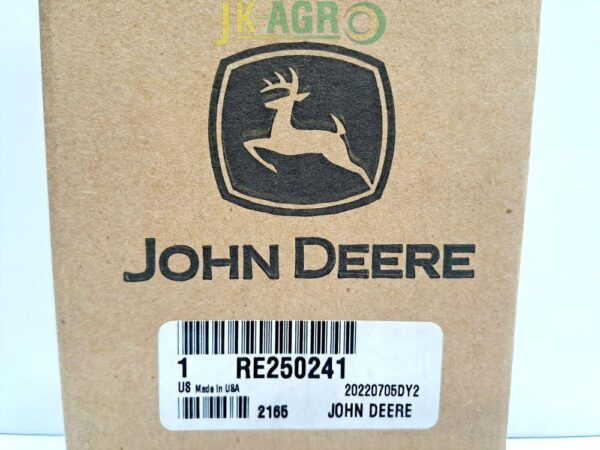 JK AGRO
JOHN DEERE
1 RE250241
US Made in USA 20220705DY2
2165 JOHN DEERE